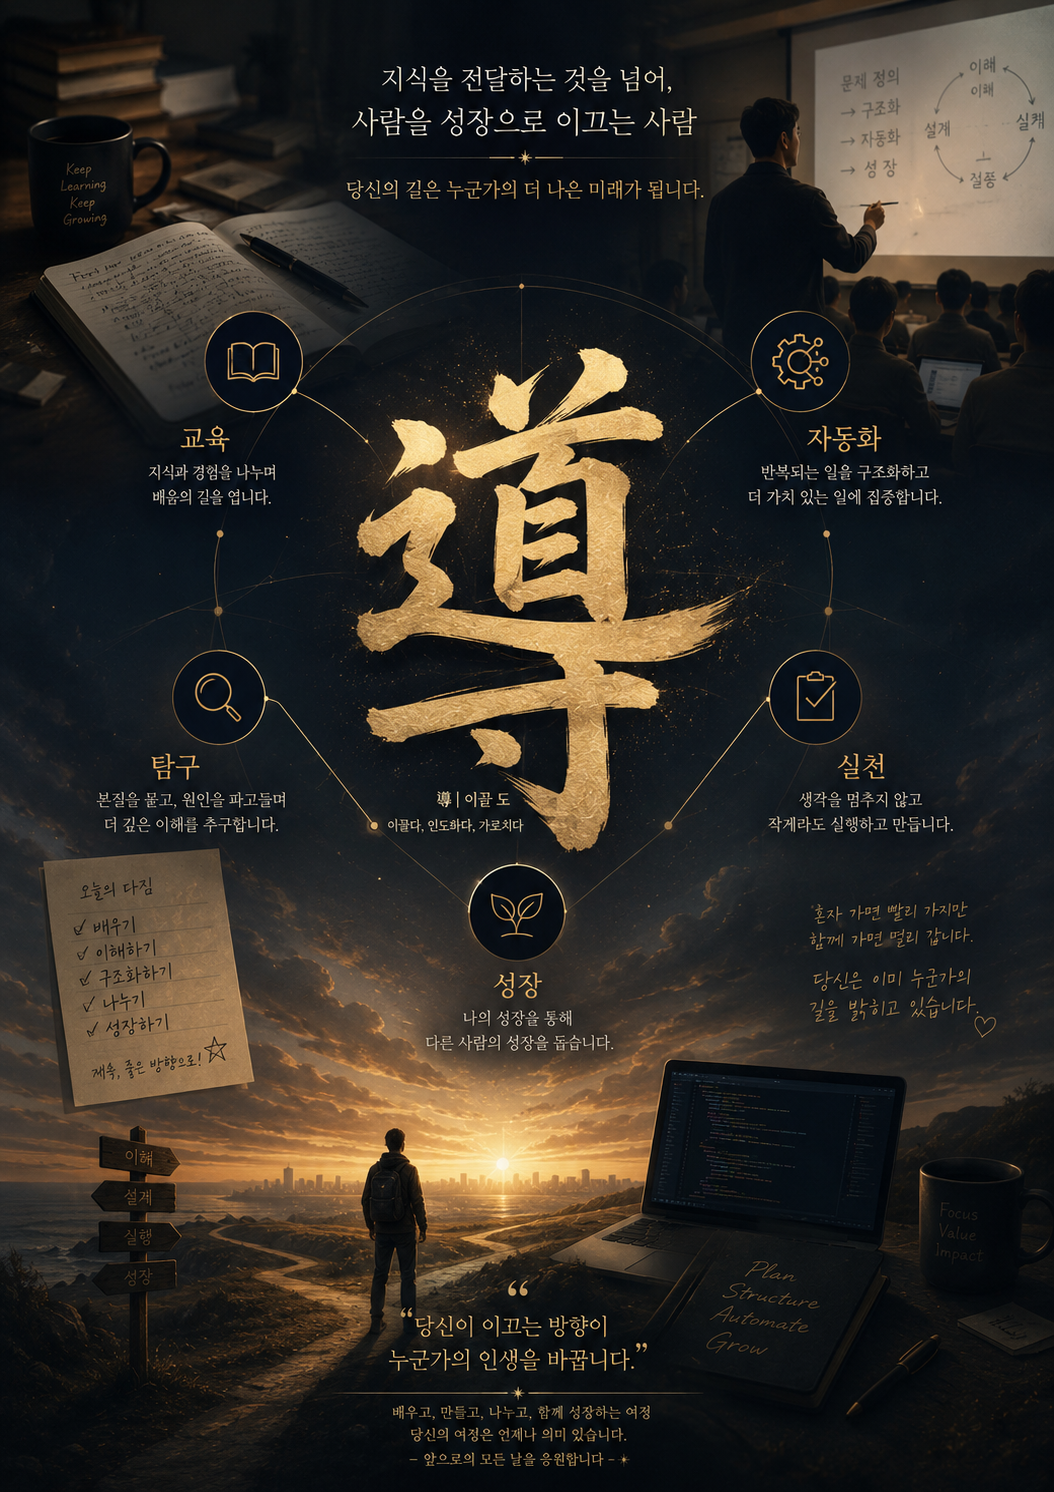 지식을 전달하는 것을 넘어,
사람을 성장으로 이끄는 사람
당신의 길은 누군가의 더 나은 미래가 됩니다.
Keep
Learning
Keep
Growing
문제 정의
→ 구조화
→ 자동화
→ 성장
이해
이해
설계
導
교육
지식과 경험을 나누며
배움의 길을 엽니다.
자동화
반복되는 일을 구조화하고
더 가치 있는 일에 집중합니다.
탐구
본질을 묻고, 원인을 파고들며
더 깊은 이해를 추구합니다.
실천
생각을 멈추지 않고
작게라도 실행하고 만듭니다.
導 | 이끌 도
이끌다, 인도하다, 가르치다
성장
나의 성장을 통해
다른 사람의 성장을 돕습니다.
오늘의 다짐
배우기
이해하기
구조화하기
나누기
성장하기
방향으로!
혼자 가면 빨리 가지만
함께 가면 멀리 갑니다.
당신은 이미 누군가의
길을 밝히고 있습니다.
이해
설계
실행
성장
Focus
Value
Impact
Plan
Structure
Automate
Grow
“
“당신이 이끄는 방향이
누군가의 인생을 바꿉니다.”
배우고, 만들고, 나누고, 함께 성장하는 여정
당신의 여정은 언제나 의미 있습니다.
– 앞으로의 모든 날을 응원합니다 –